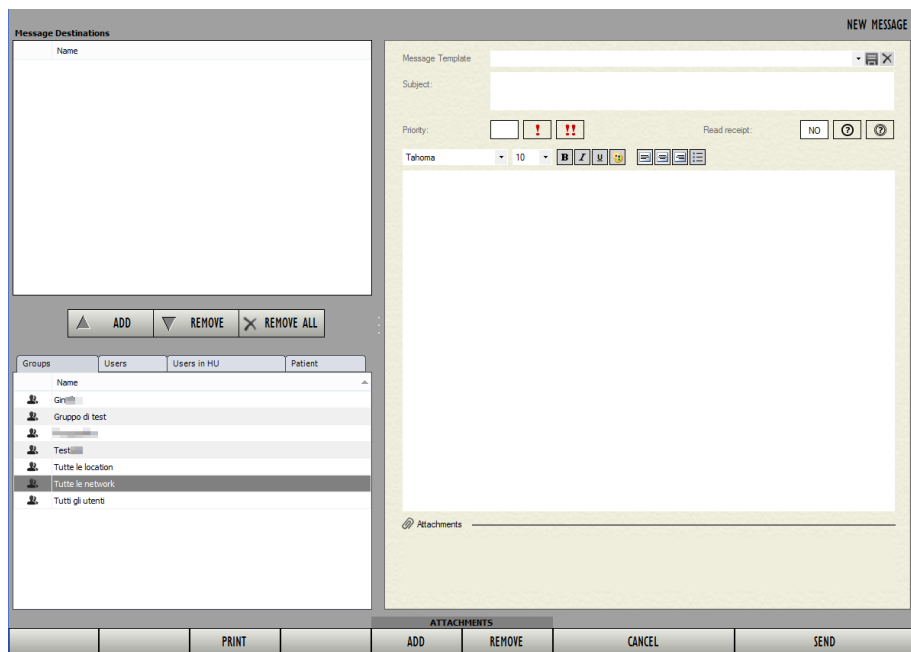 NEW MESSAGE
Message Destinations
Name
ADD
REMOVE
REMOVE ALL
Groups
Users
Users in HU
Patient
Name
Gruppo di test
Test
Tutte le location
Tutte le network
Tutti gli utenti
Message Template
Subject:
Priority:
!
!!
Read receipt:
NO
?
?
Tahoma
10
B
I
U
Attachments
ATTACHMENTS
PRINT
ADD
REMOVE
CANCEL
SEND